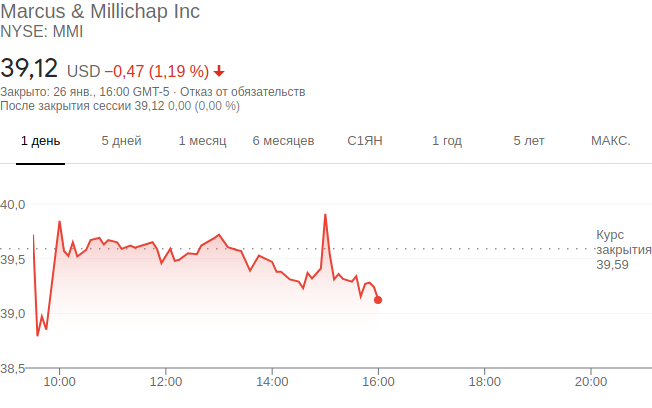 Marcus & Millichap Inc
NYSE: MMI
39,12 USD −0,47 (1,19 %)
Закрыто: 26 янв., 16:00 GMT-5 · Отказ от обязательств
После закрытия сессии 39,12 0,00 (0,00 %)
1 день 5 дней 1 месяц 6 месяцев С1ЯН 1 год 5 лет МАКС.
40,0
39,5
39,0
38,5
Курс
закрытия
39,59
10:00 12:00 14:00 16:00 18:00 20:00